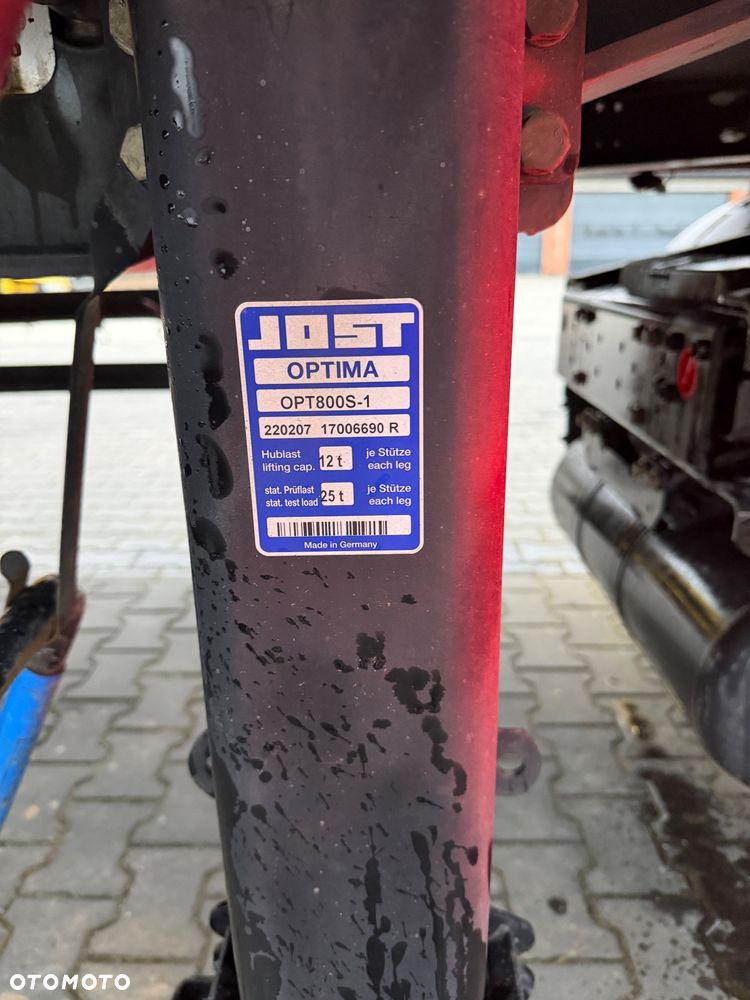 JOST
OPTIMA
OPT800S-1
220207 17006690 R
Hublast 12 t je Stütze
lifting cap. each leg
stat. Prüflast 25 t je Stütze
stat. test load each leg
Made in Germany
OTOMOTO